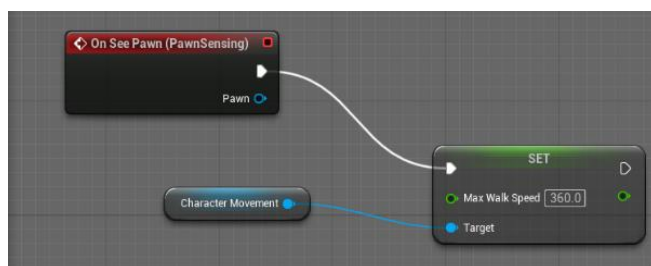 On See Pawn (PawnSensing)
Pawn
SET
Character Movement
Max Walk Speed 360.0
Target